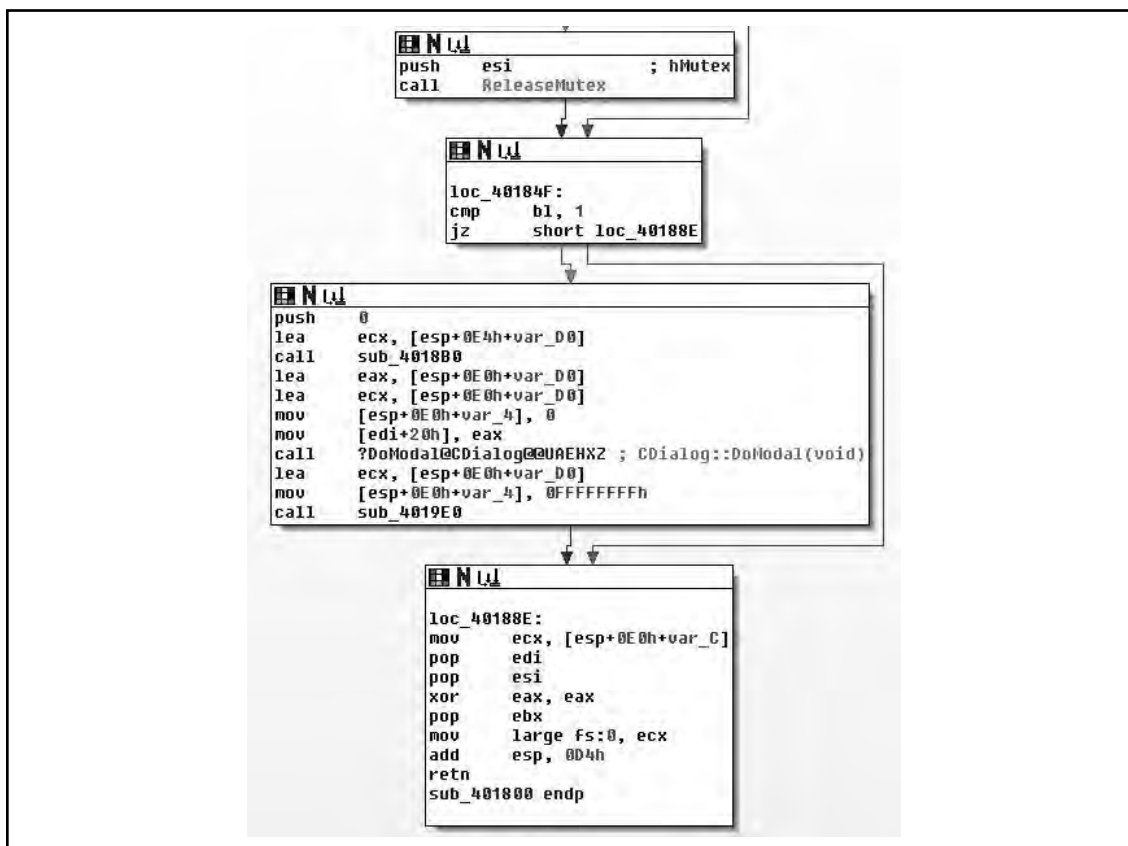 push esi ; hMutex
call ReleaseMutex
loc_40184F:
cmp bl, 1
jz short loc_40188E
push 0
lea ecx, [esp+0E4h+var_D0]
call sub_4018B0
lea eax, [esp+0E0h+var_D0]
lea ecx, [esp+0E0h+var_D0]
mov [esp+0E0h+var_4], 0
mov [edi+20h], eax
call ?DoModal@CDialog@@UAEHXZ ; CDialog::DoModal(void)
lea ecx, [esp+0E0h+var_D0]
mov [esp+0E0h+var_4], 0FFFFFFFFh
call sub_4019E0
loc_40188E:
mov ecx, [esp+0E0h+var_C]
pop edi
pop esi
xor eax, eax
pop ebx
mov large fs:0, ecx
add esp, 0D4h
retn
sub_401800 endp